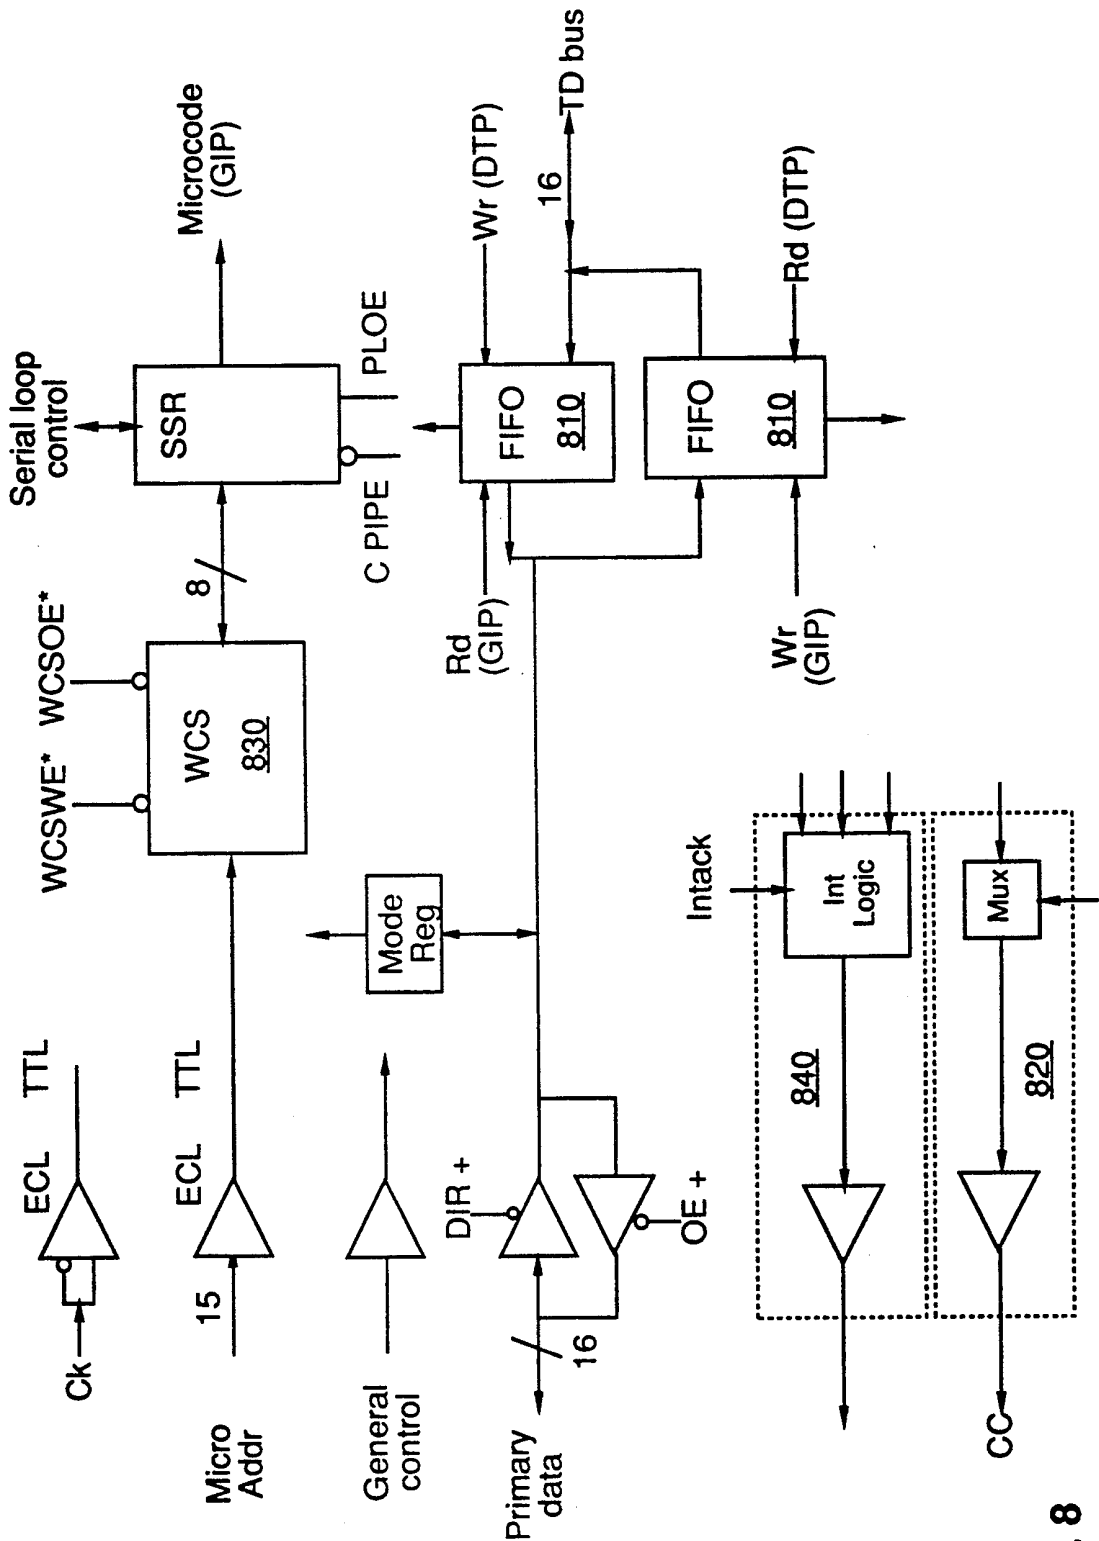 Ck
ECL TTL
Micro
Addr
15
ECL TTL
WCSWE*
WCSOE*
WCS
830
8
Serial loop
control
SSR
Microcode
(GIP)
C PIPE
PLOE
General
control
Mode
Reg
Primary
data
16
DIR +
OE +
Rd
(GIP)
FIFO
810
Wr (DTP)
16
TD bus
Wr
(GIP)
FIFO
810
Rd (DTP)
Intack
840
Int
Logic
CC
820
Mux
8